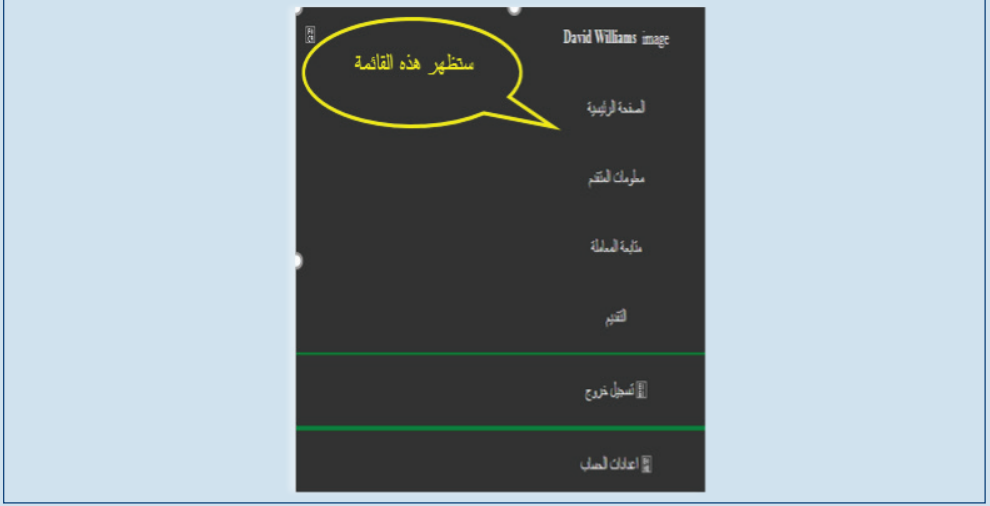 David Williams image
ستظهر هذه القائمة
الصفحة الرئيسية
معلومات المتقدم
متابعة المعاملة
التقديم
تسجيل خروج
اعدادات الحساب